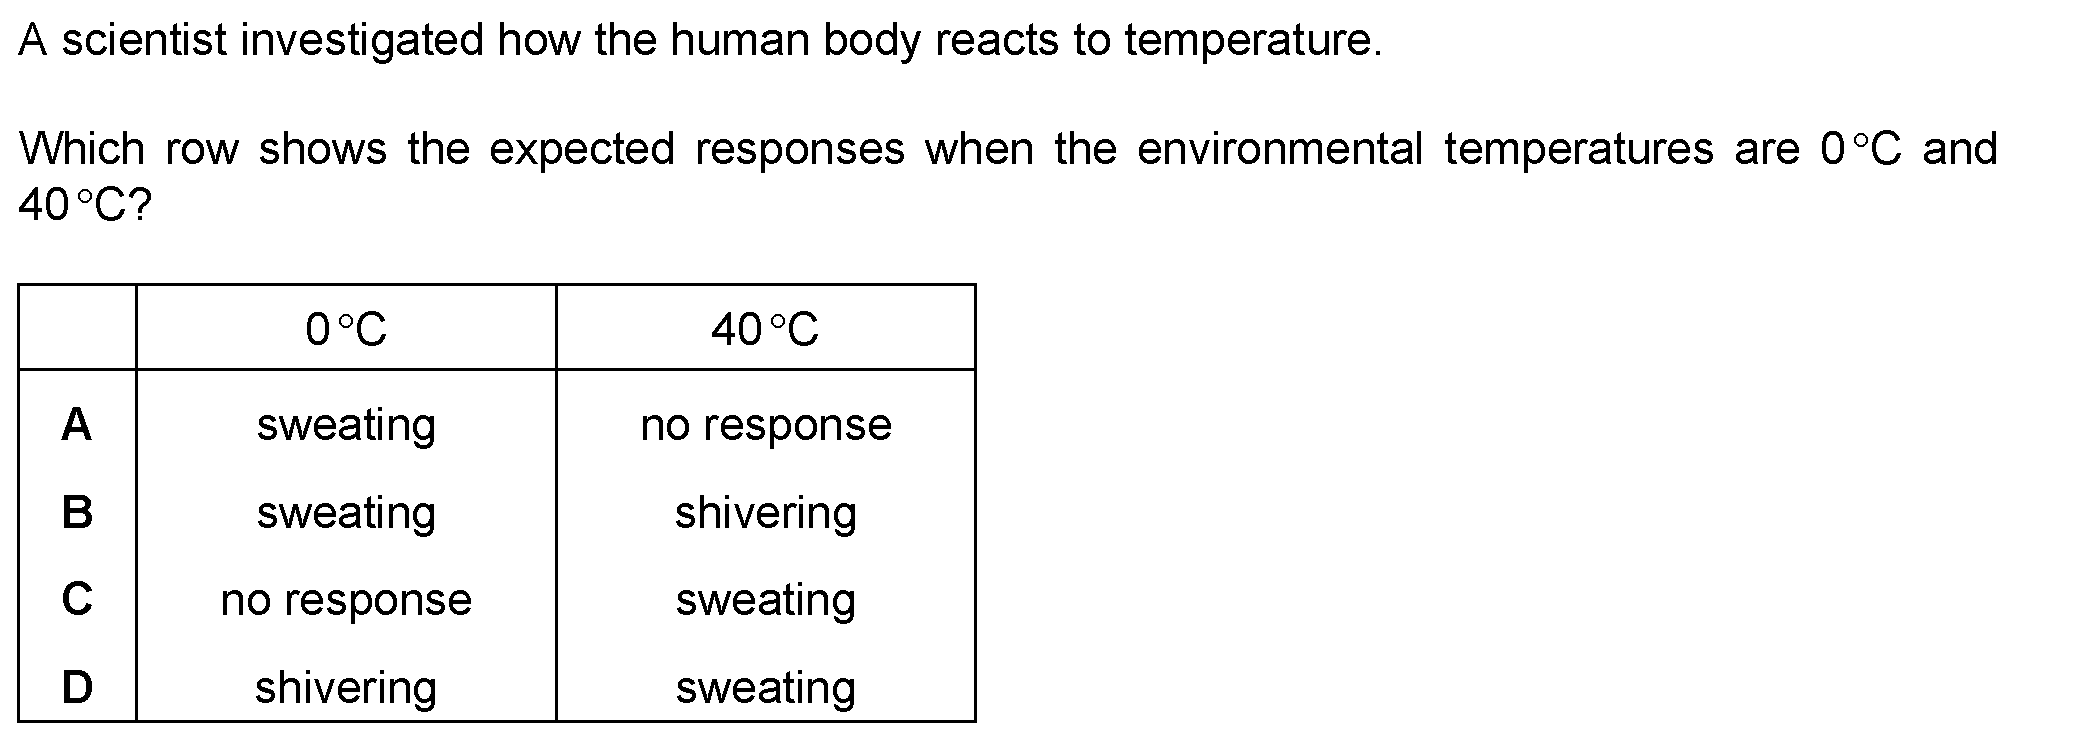 A scientist investigated how the human body reacts to temperature.
Which row shows the expected responses when the environmental temperatures are 0 °C and
40 °C?
0 °C 40 °C
A sweating no response
B sweating shivering
C no response sweating
D shivering sweating